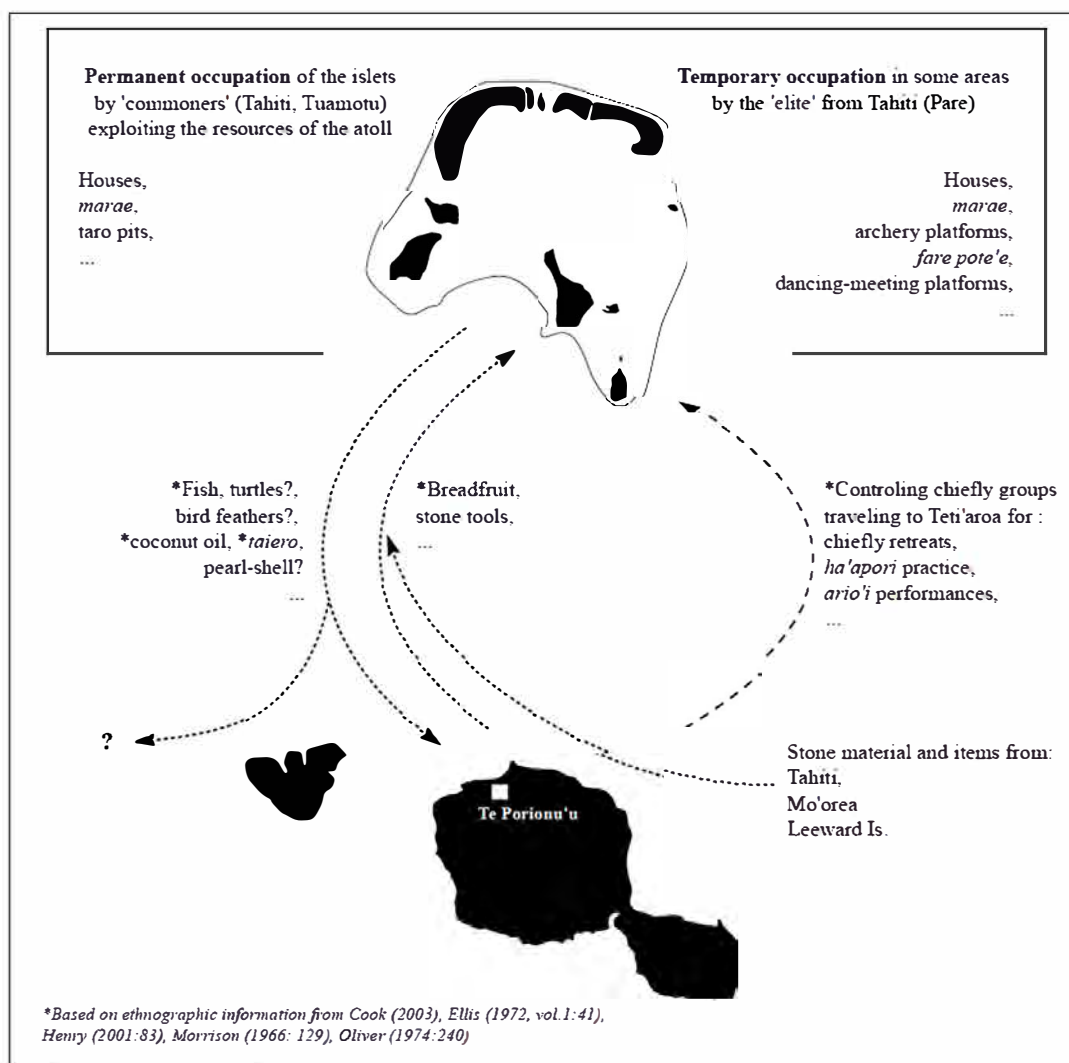 Permanent occupation of the islets
by 'commoners' (Tahiti, Tuamotu)
exploiting the resources of the atoll
Houses,
marae,
taro pits,
...
Temporary occupation in some areas
by the 'elite' from Tahiti (Pare)
Houses,
marae,
archery platforms,
fare pote'e,
dancing-meeting platforms,
...
*Fish, turtles?,
bird feathers?,
*coconut oil, *taiero,
pearl-shell?
...
*Breadfruit,
stone tools,
...
*Controling chiefly groups
traveling to Teti'aroa for :
chiefly retreats,
ha'apori practice,
ario'i performances,
...
?
Stone material and items from:
Tahiti,
Mo'orea
Leeward Is.
Te Porionu'u
*Based on ethnographic information from Cook (2003), Ellis (1972, vol.1:41),
Henry (2001:83), Morrison (1966: 129), Oliver (1974:240)